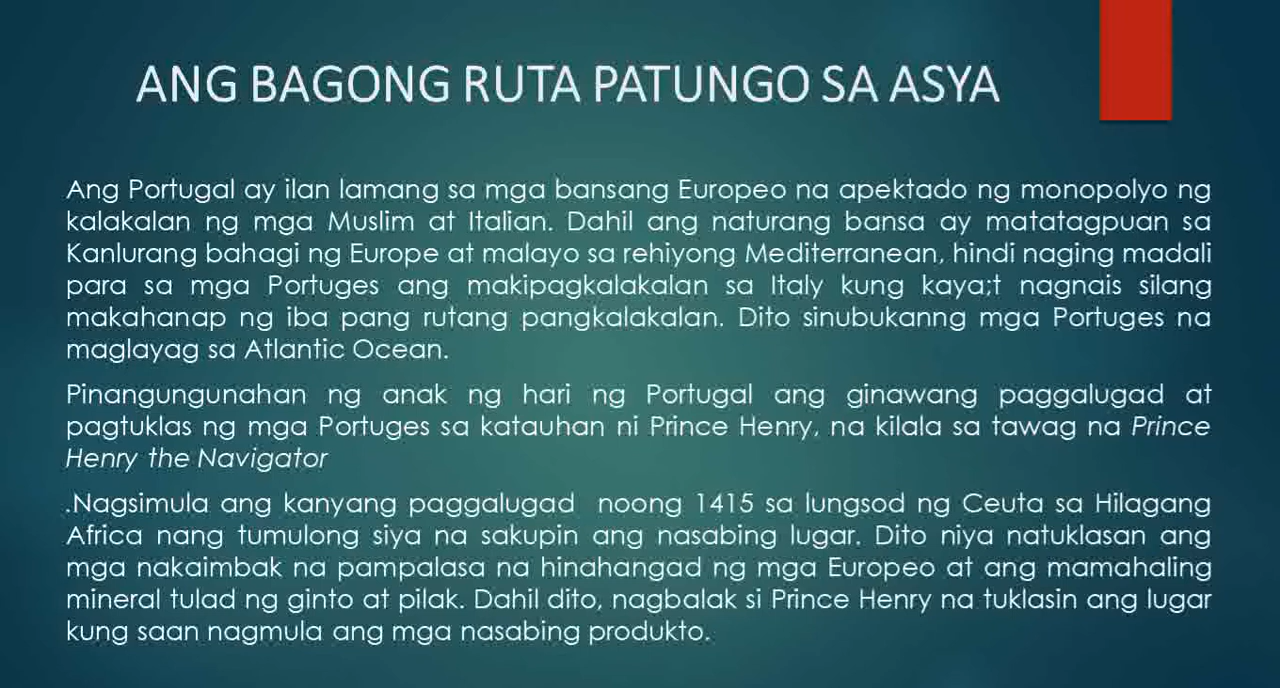 ANG BAGONG RUTA PATUNGO SA ASYA
Ang Portugal ay ilan lamang sa mga bansang Europeo na apektado ng monopolyo ng
kalakalan ng mga Muslim at Italian. Dahil ang naturang bansa ay matatagpuan sa
Kanlurang bahagi ng Europe at malayo sa rehiyong Mediterranean, hindi naging madali
para sa mga Portuges ang makipagkalakalan sa Italy kung kaya;t nagnais silang
makahanap ng iba pang rutang pangkalakalan. Dito sinubukanng mga Portuges na
maglayag sa Atlantic Ocean.
Pinangungunahan ng anak ng hari ng Portugal ang ginawang paggalugad at
pagtuklas ng mga Portuges sa katauhan ni Prince Henry, na kilala sa tawag na Prince
Henry the Navigator
.Nagsimula ang kanyang paggalugad  noong 1415 sa lungsod ng Ceuta sa Hilagang
Africa nang tumulong siya na sakupin ang nasabing lugar. Dito niya natuklasan ang
mga nakaimbak na pampalasa na hinahangad ng mga Europeo at ang mamahaling
mineral tulad ng ginto at pilak. Dahil dito, nagbalak si Prince Henry na tuklasin ang lugar
kung saan nagmula ang mga nasabing produkto.